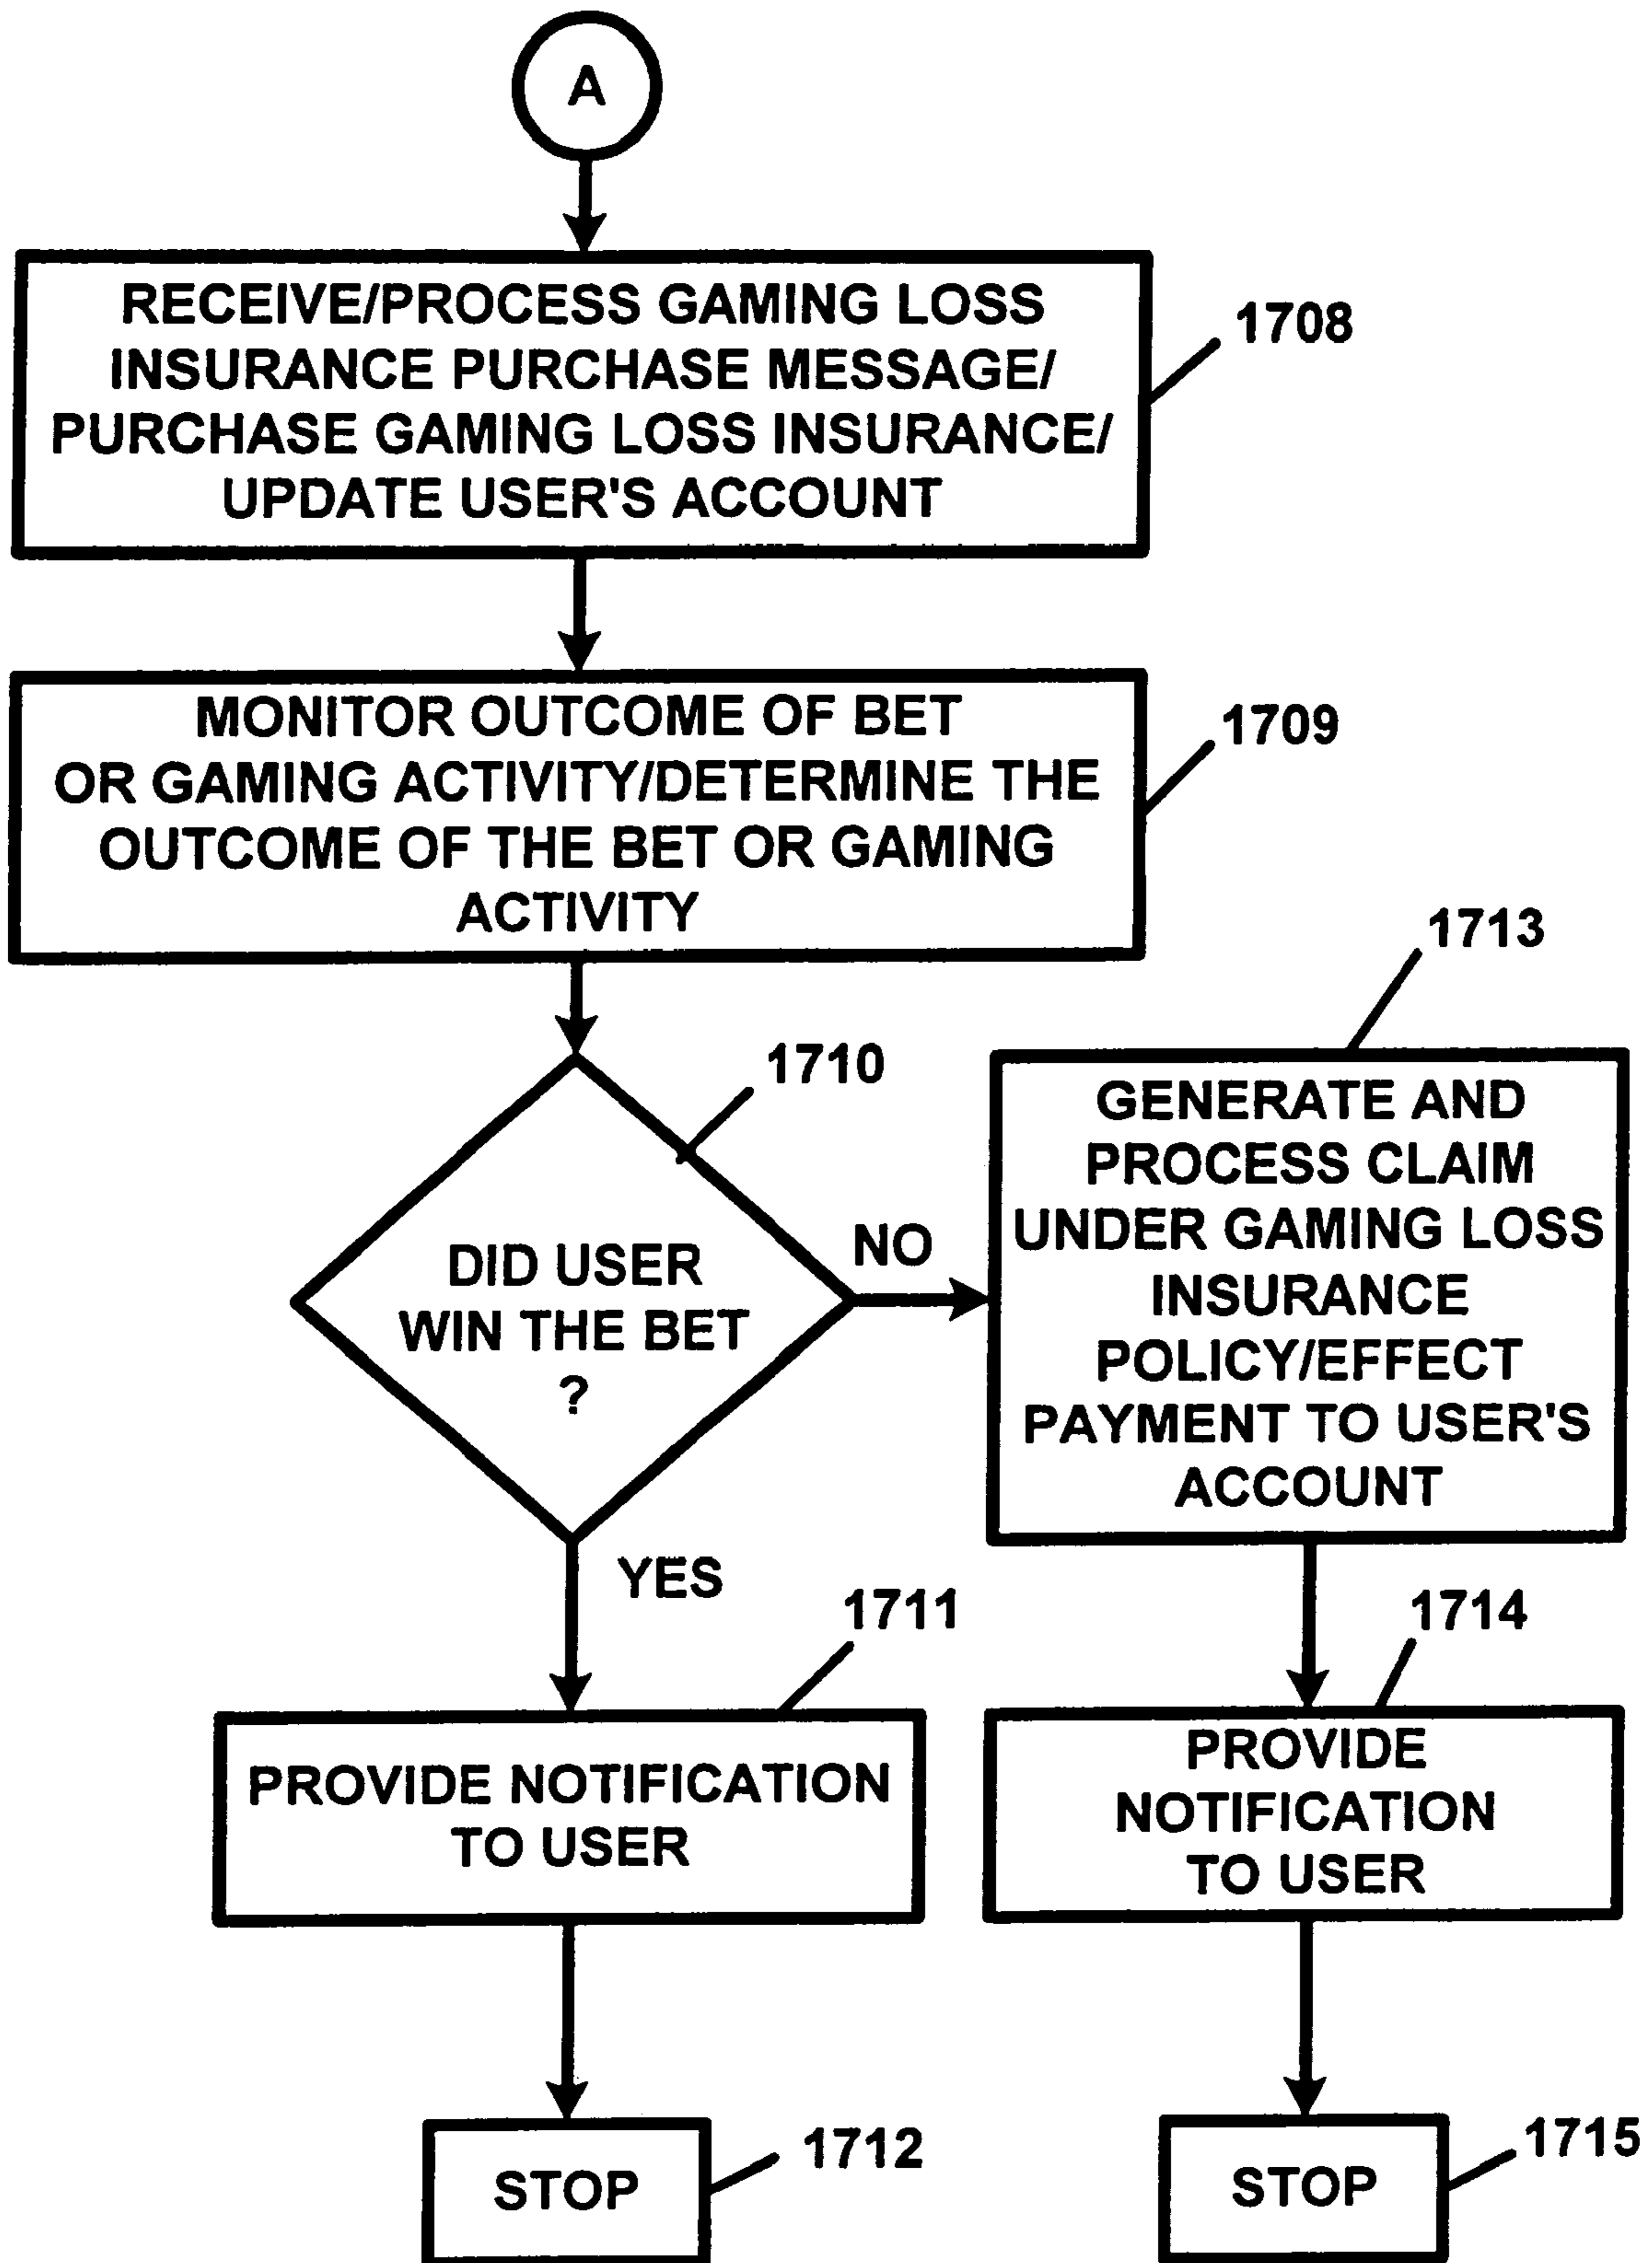 A
RECEIVE/PROCESS GAMING LOSS
INSURANCE PURCHASE MESSAGE/
PURCHASE GAMING LOSS INSURANCE/
UPDATE USER'S ACCOUNT
1708
MONITOR OUTCOME OF BET
OR GAMING ACTIVITY/DETERMINE THE
OUTCOME OF THE BET OR GAMING
ACTIVITY
1709
1710
DID USER
WIN THE BET
?
NO
1713
GENERATE AND
PROCESS CLAIM
UNDER GAMING LOSS
INSURANCE
POLICY/EFFECT
PAYMENT TO USER'S
ACCOUNT
YES
1711
PROVIDE NOTIFICATION
TO USER
1714
PROVIDE
NOTIFICATION
TO USER
STOP
1712
STOP
1715